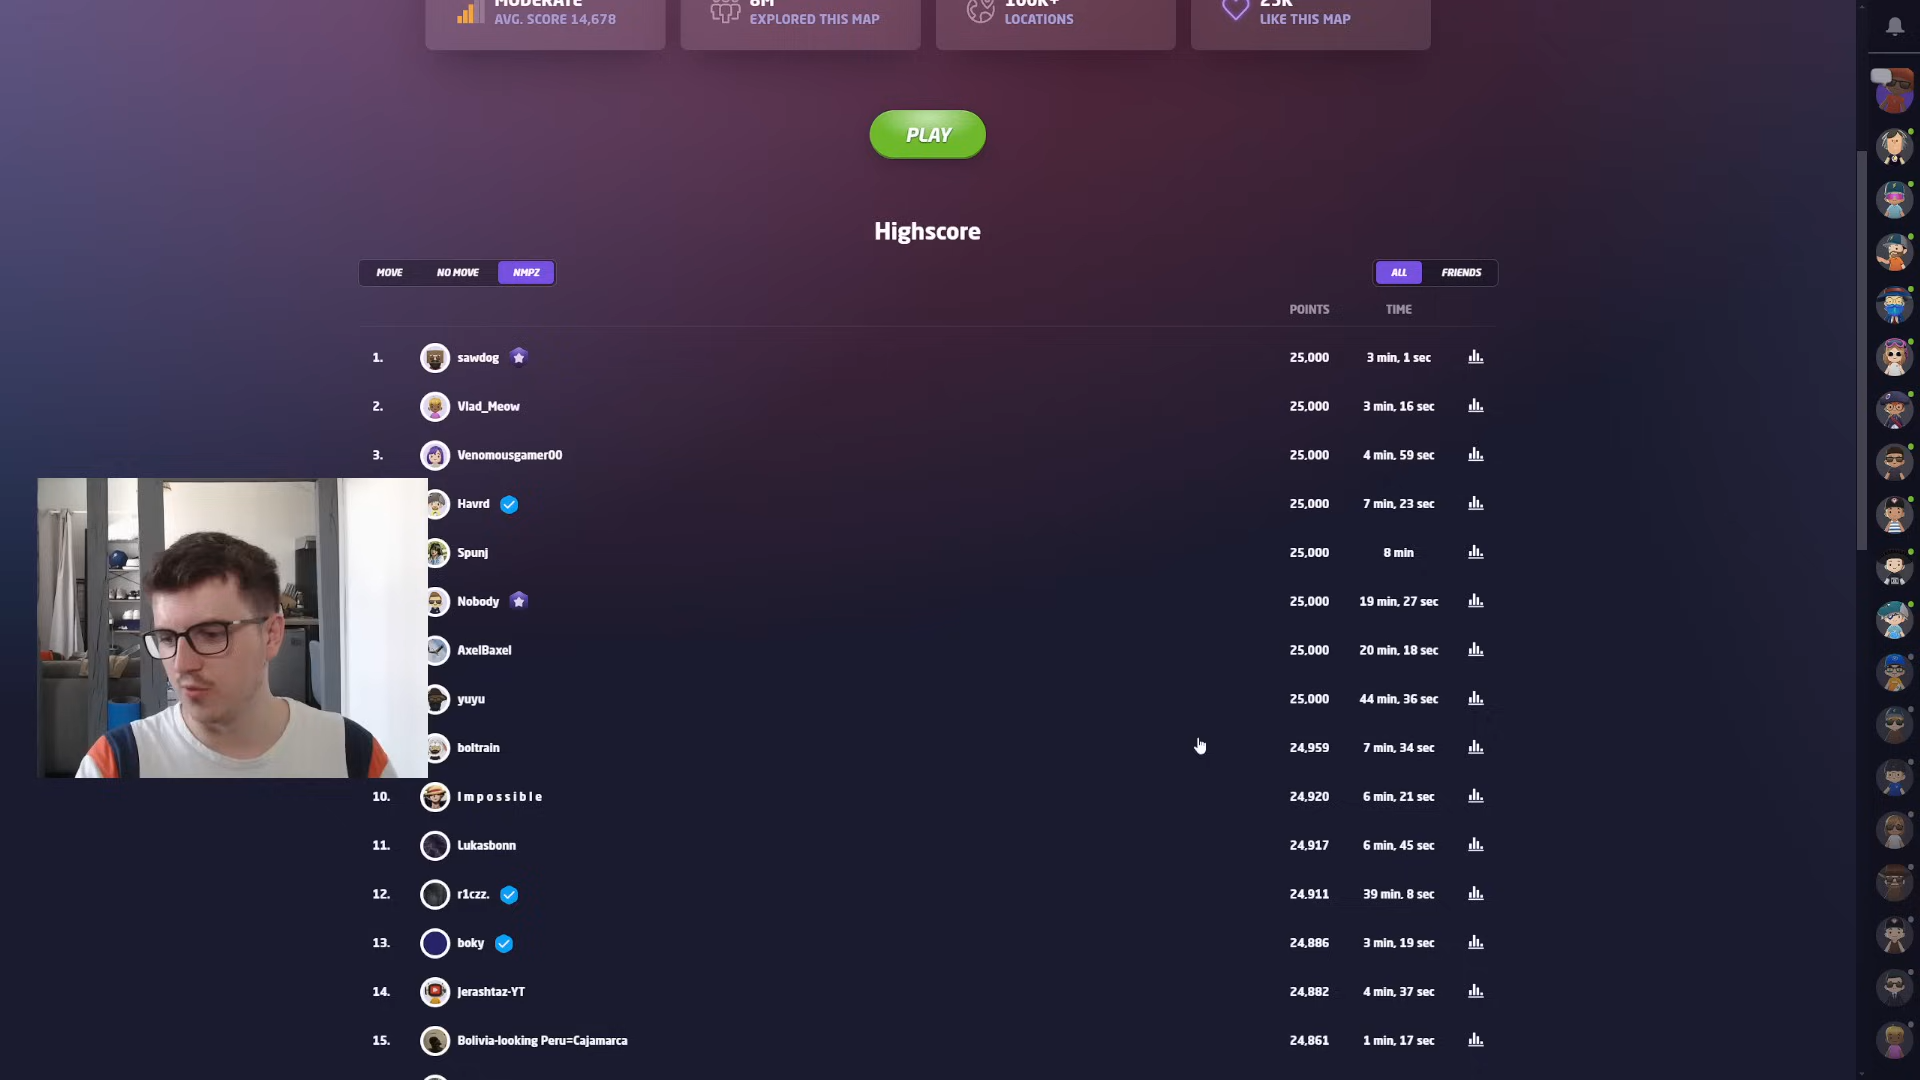 MODERATE
AVG. SCORE 14,678
8M
EXPLORED THIS MAP
100K+
LOCATIONS
25K
LIKE THIS MAP
PLAY
Highscore
MOVE NO MOVE NMPZ
ALL FRIENDS
POINTS TIME
1. sawdog 25,000 3 min, 1 sec
2. Vlad_Meow 25,000 3 min, 16 sec
3. Venomousgamer00 25,000 4 min, 59 sec
Havrd 25,000 7 min, 23 sec
Spunj 25,000 8 min
Nobody 25,000 19 min, 27 sec
AxelBaxel 25,000 20 min, 18 sec
yuyu 25,000 44 min, 36 sec
boltrain 24,959 7 min, 34 sec
10. I m p o s s i b l e 24,920 6 min, 21 sec
11. Lukasbonn 24,917 6 min, 45 sec
12. r1czz. 24,911 39 min, 8 sec
13. boky 24,886 3 min, 19 sec
14. Jerashtaz-YT 24,882 4 min, 37 sec
15. Bolivia-looking Peru=Cajamarca 24,861 1 min, 17 sec